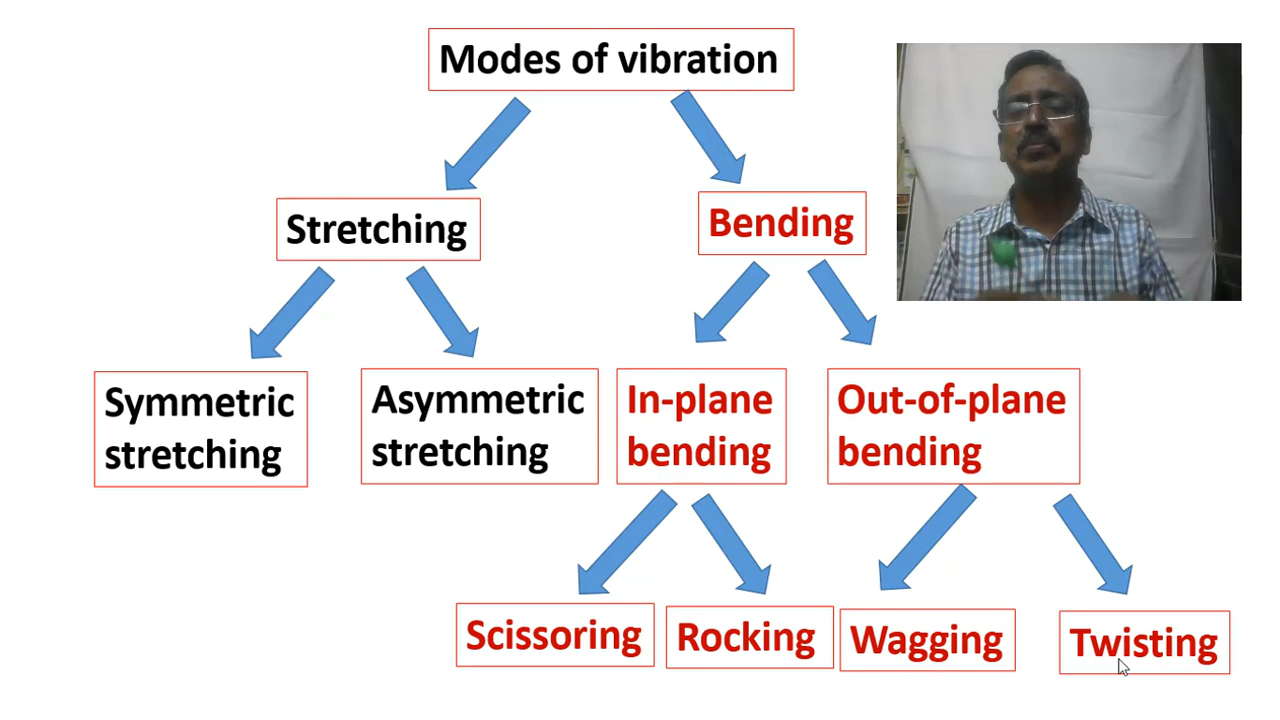 Modes of vibration
Stretching
Bending
Symmetric
stretching
Asymmetric
stretching
In-plane
bending
Out-of-plane
bending
Scissoring
Rocking
Wagging
Twisting